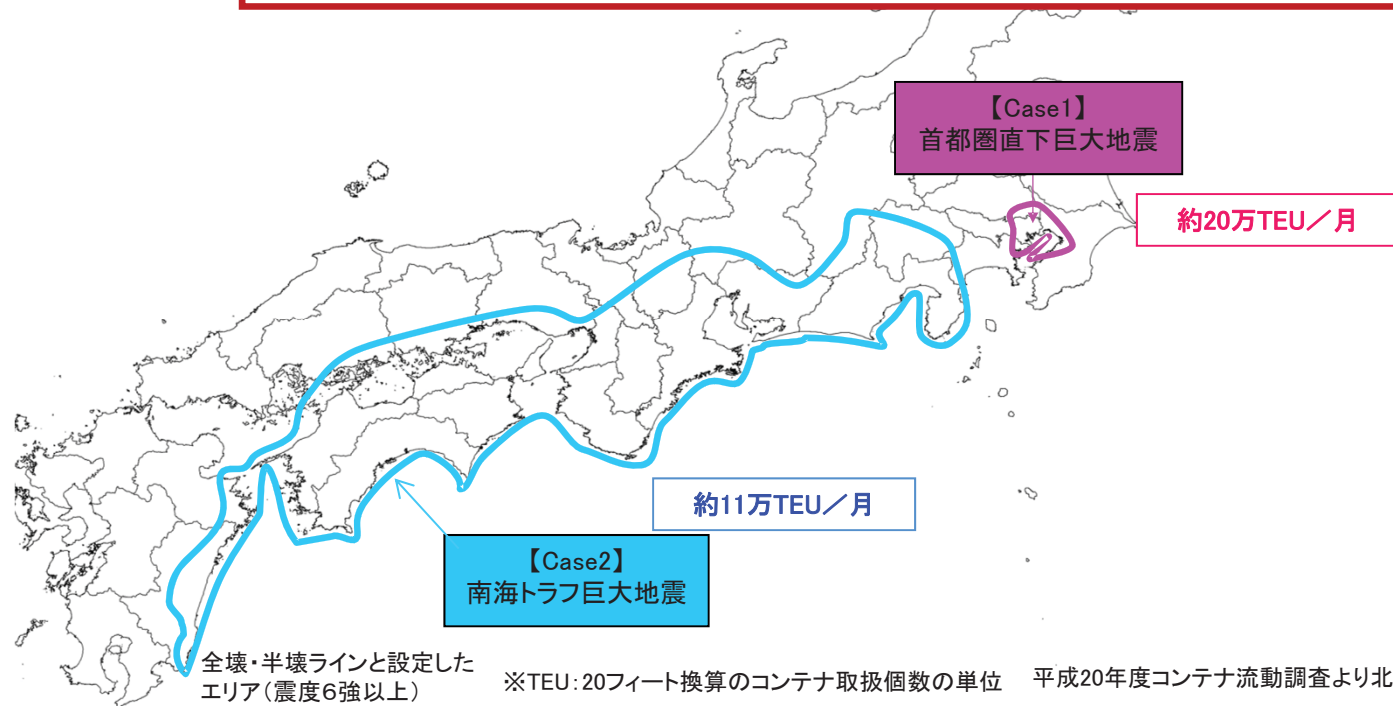 【Case1】
首都圏直下巨大地震
約20万TEU／月
約11万TEU／月
【Case2】
南海トラフ巨大地震
全壊・半壊ラインと設定した
エリア（震度６強以上）
※TEU：20フィート換算のコンテナ取扱個数の単位
平成20年度コンテナ流動調査より北